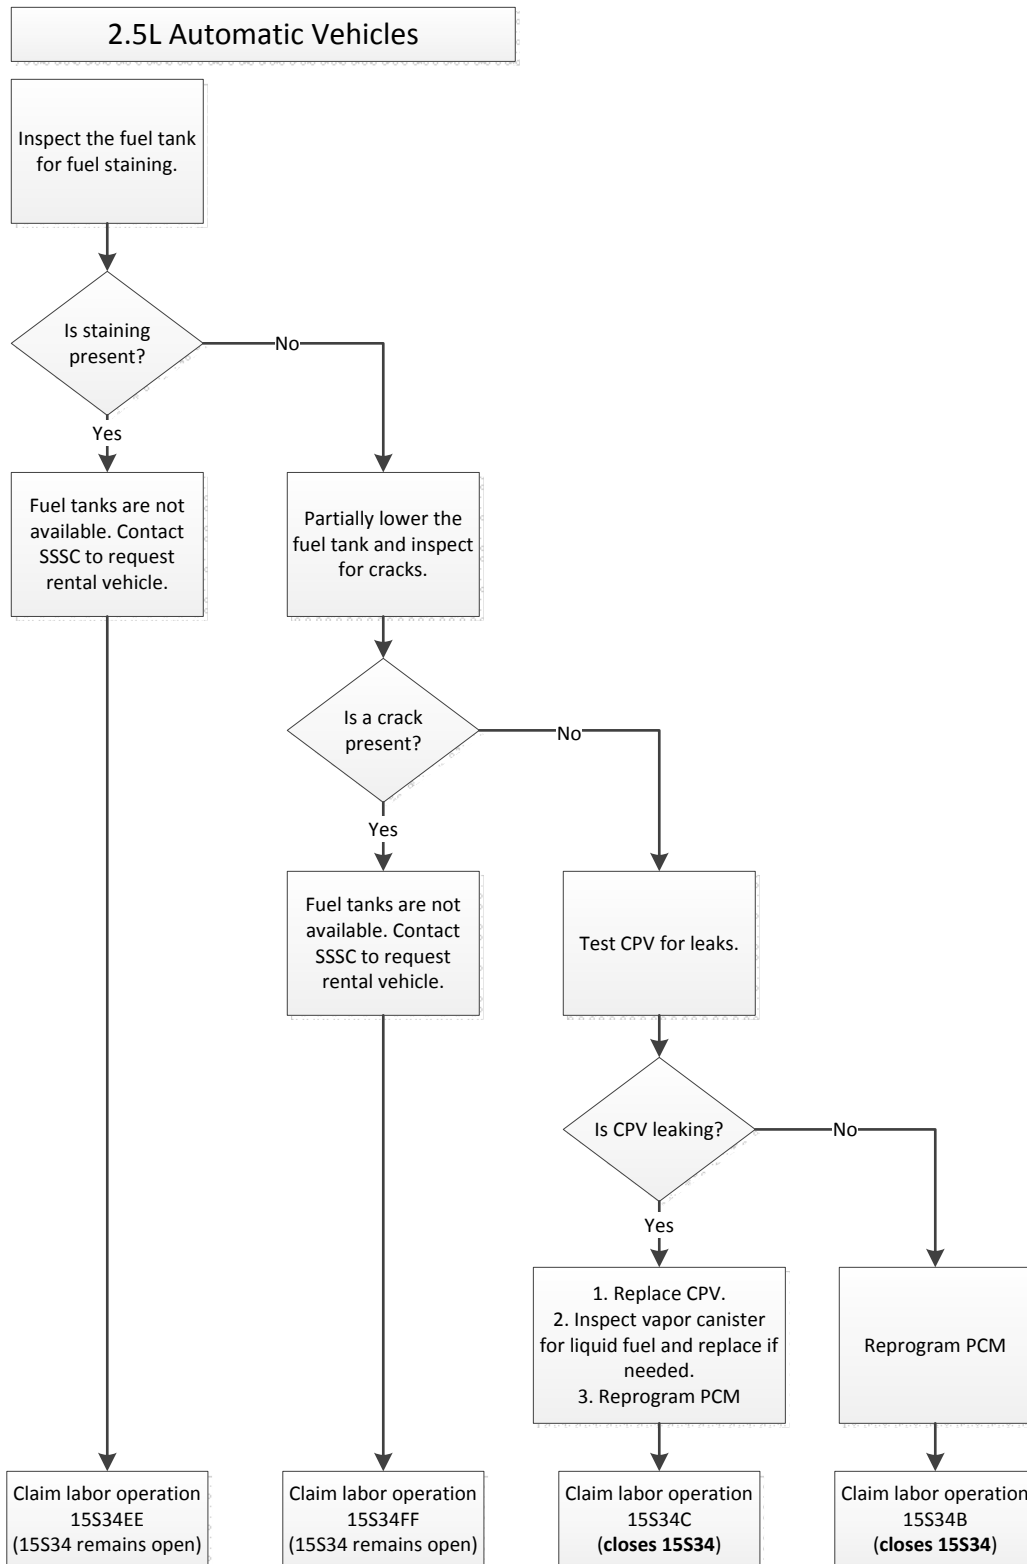 2.5L Automatic Vehicles
Inspect the fuel tank
for fuel staining.
Is staining
present?
No
Yes
Fuel tanks are not
available. Contact
SSSC to request
rental vehicle.
Partially lower the
fuel tank and inspect
for cracks.
Is a crack
present?
No
Yes
Fuel tanks are not
available. Contact
SSSC to request
rental vehicle.
Test CPV for leaks.
Is CPV leaking?
No
Yes
1. Replace CPV.
2. Inspect vapor canister
for liquid fuel and replace if
needed.
3. Reprogram PCM
Reprogram PCM
Claim labor operation
15S34EE
(15S34 remains open)
Claim labor operation
15S34FF
(15S34 remains open)
Claim labor operation
15S34C
(closes 15S34)
Claim labor operation
15S34B
(closes 15S34)